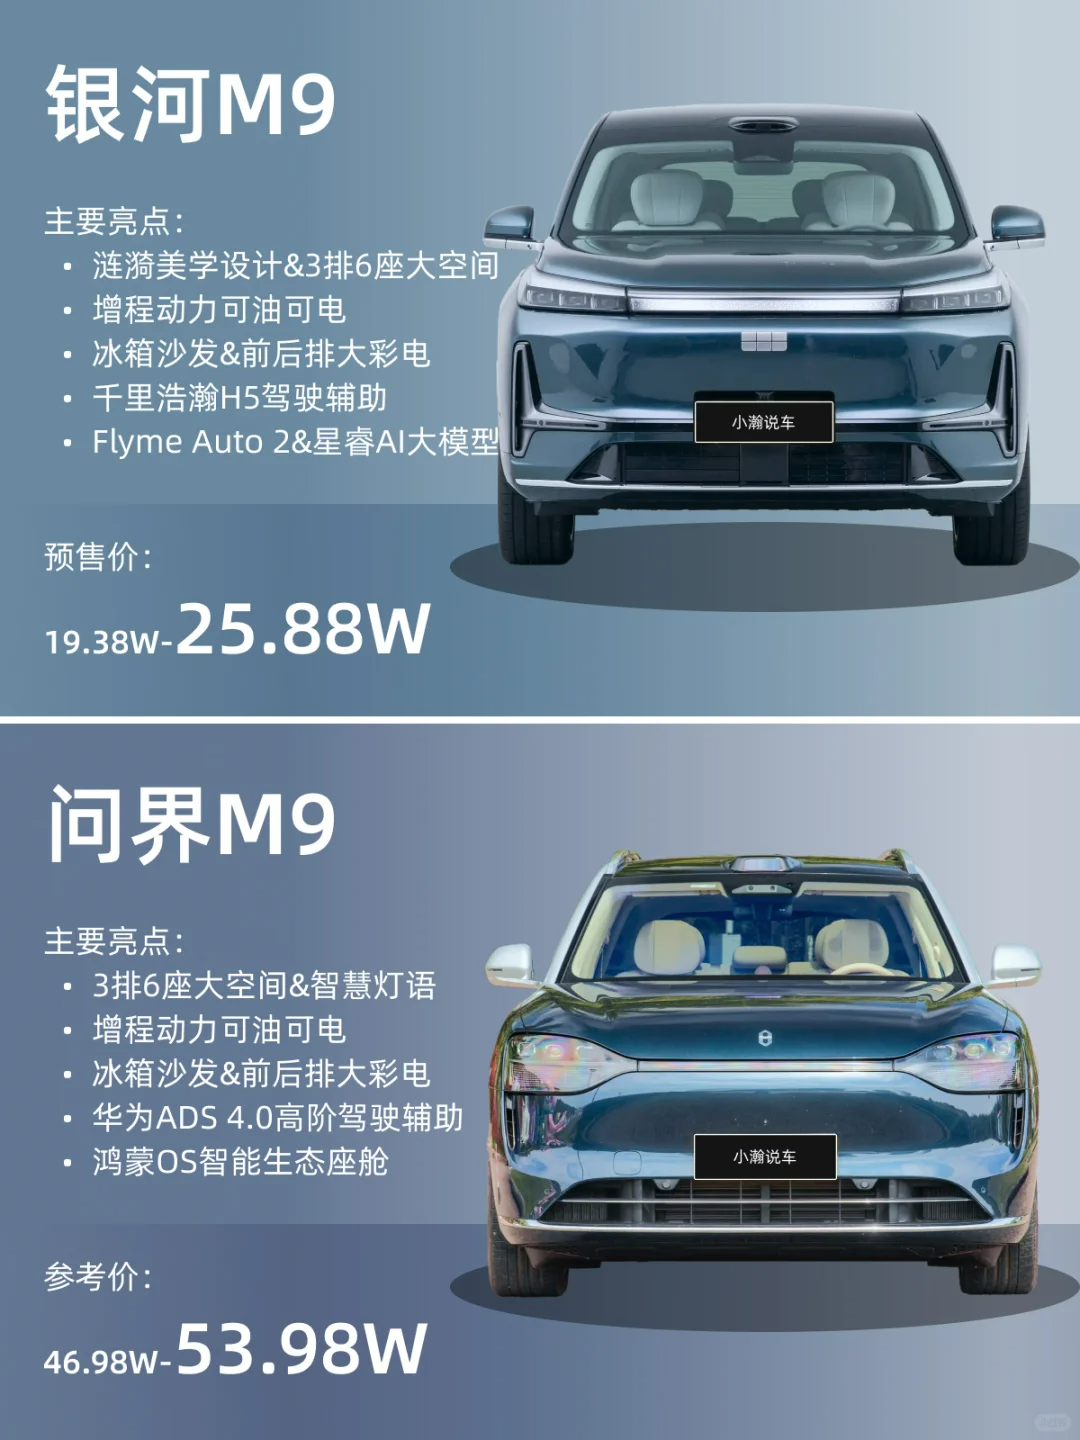 银河M9
主要亮点：
• 涟漪美学设计&3排6座大空间
• 增程动力可油可电
• 冰箱沙发&前后排大彩电
• 千里浩瀚H5驾驶辅助
• Flyme Auto 2&星睿AI大模型
小瀚说车
预售价：
19.38W-25.88W
问界M9
主要亮点：
• 3排6座大空间&智慧灯语
• 增程动力可油可电
• 冰箱沙发&前后排大彩电
• 华为ADS 4.0高阶驾驶辅助
• 鸿蒙OS智能生态座舱
小瀚说车
参考价：
46.98W-53.98W